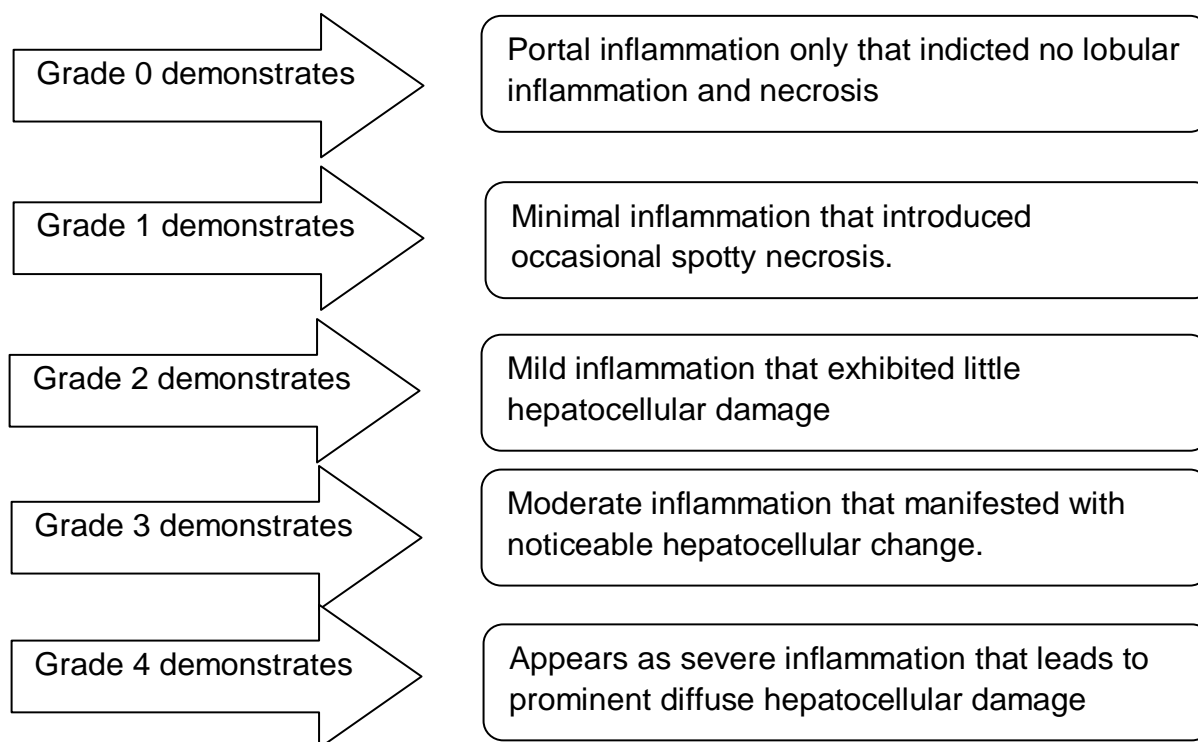 Grade 0 demonstrates
Portal inflammation only that indicted no lobular
inflammation and necrosis
Grade 1 demonstrates
Minimal inflammation that introduced
occasional spotty necrosis.
Grade 2 demonstrates
Mild inflammation that exhibited little
hepatocellular damage
Grade 3 demonstrates
Moderate inflammation that manifested with
noticeable hepatocellular change.
Grade 4 demonstrates
Appears as severe inflammation that leads to
prominent diffuse hepatocellular damage